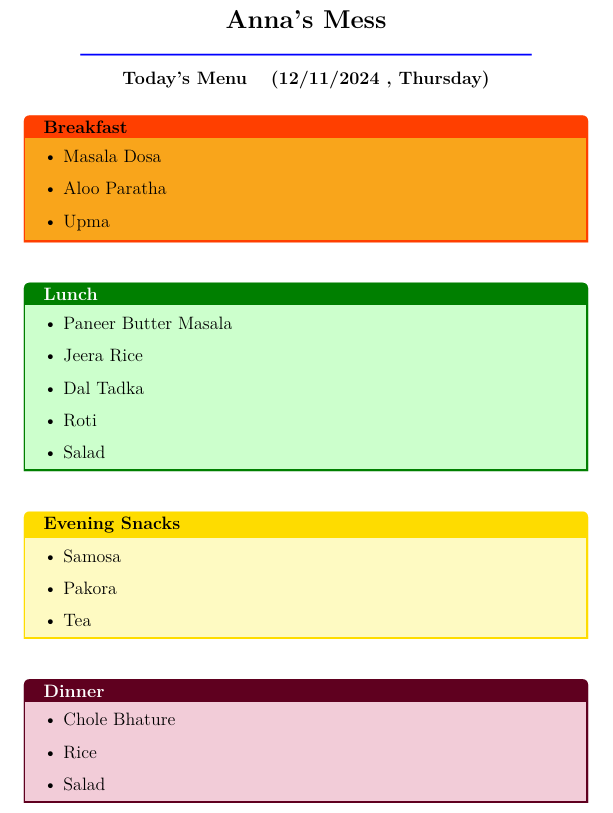 Anna's Mess
Today's Menu (12/11/2024 , Thursday)
Breakfast
• Masala Dosa
• Aloo Paratha
• Upma
Lunch
• Paneer Butter Masala
• Jeera Rice
• Dal Tadka
• Roti
• Salad
Evening Snacks
• Samosa
• Pakora
• Tea
Dinner
• Chole Bhature
• Rice
• Salad